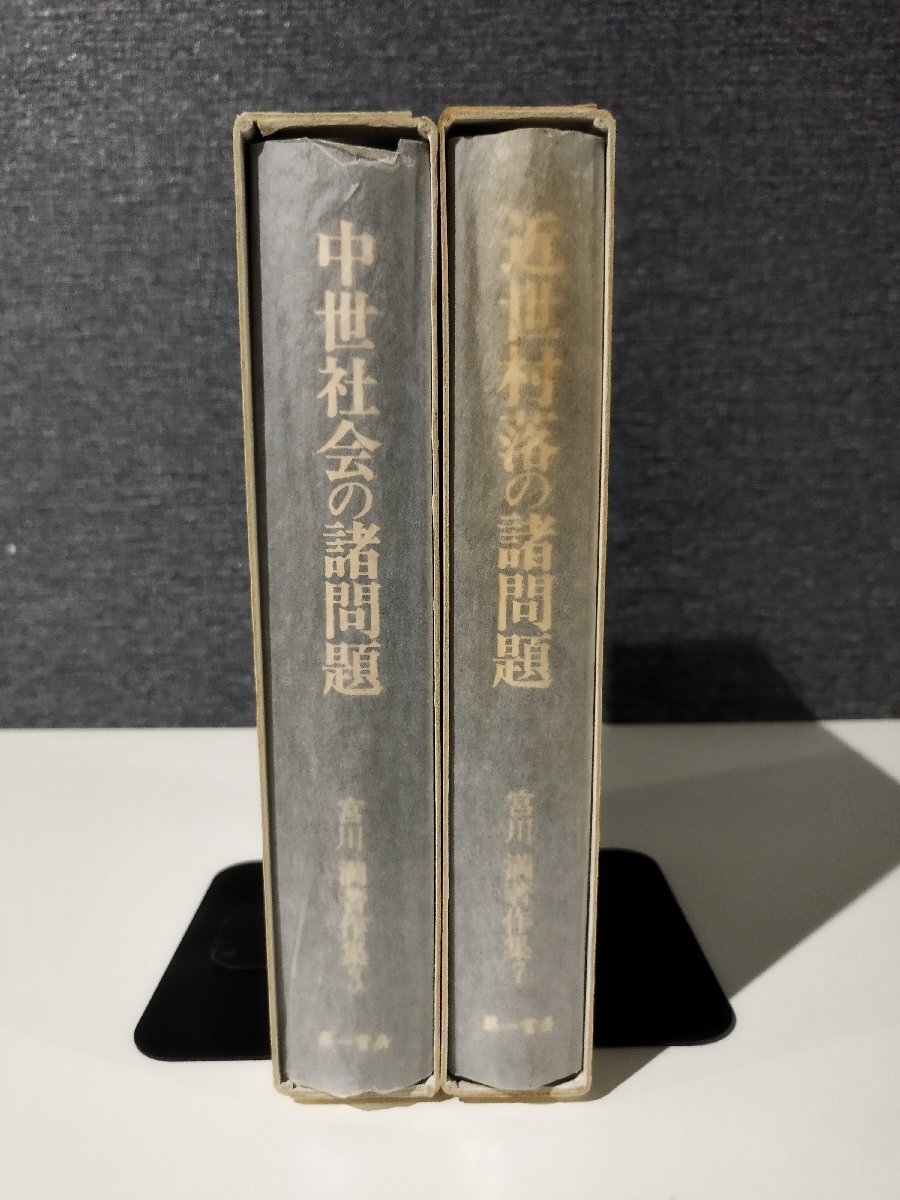 中世社会の諸問題
宮川満著作集3
第一書房
近世村落の諸問題
宮川満著作集7
第一書房